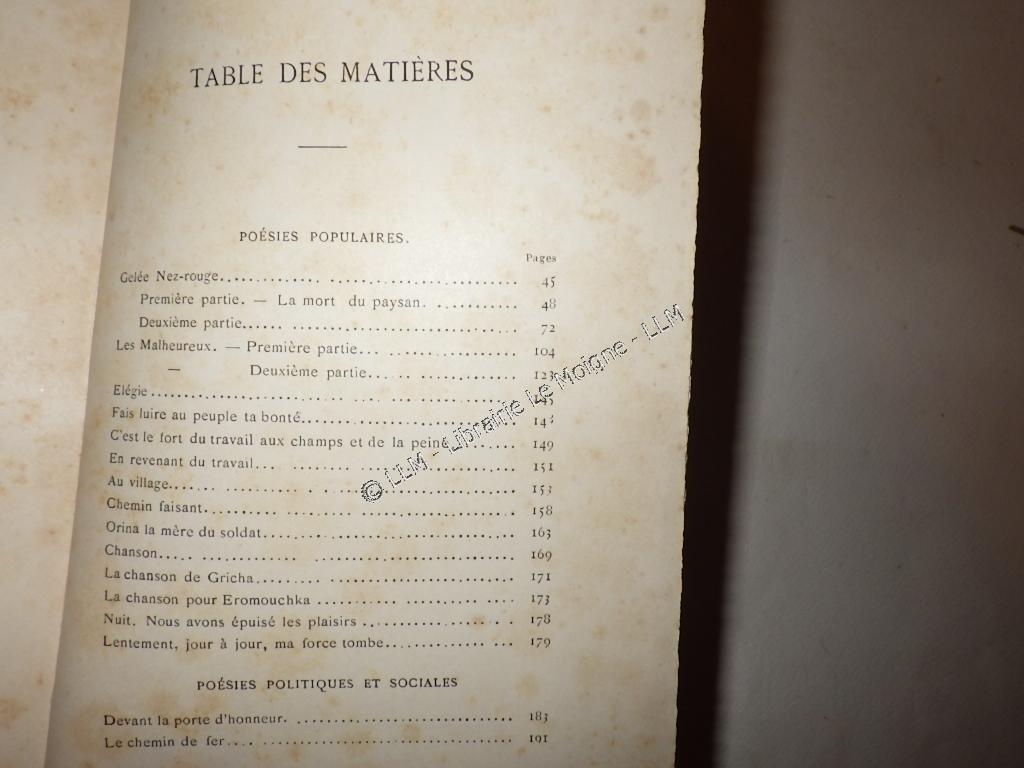 TABLE DES MATIÈRES
POÉSIES POPULAIRES.
Pages
Gelée Nez-rouge.......................................... 45
Première partie. — La mort du paysan. ............ 48
Deuxième partie...................................... 72
Les Malheureux. — Première partie..................... 104
— Deuxième partie..................... 123
Elégie ...................................................
Fais luire au peuple ta bonté..............................
C'est le fort du travail aux champs et de la peine ....... 149
En revenant du travail................................... 151
Au village................................................ 153
Chemin faisant............................................ 158
Orina la mère du soldat................................... 163
Chanson................................................... 169
La chanson de Gricha...................................... 171
La chanson pour Eromouchka ............................. 173
Nuit. Nous avons épuisé les plaisirs ..................... 178
Lentement, jour à jour, ma force tombe................... 179
POÉSIES POLITIQUES ET SOCIALES
Devant la porte d'honneur. .............................. 183
Le chemin de fer.......................................... 191
© LLM - Librairie Le Moigne - LLM